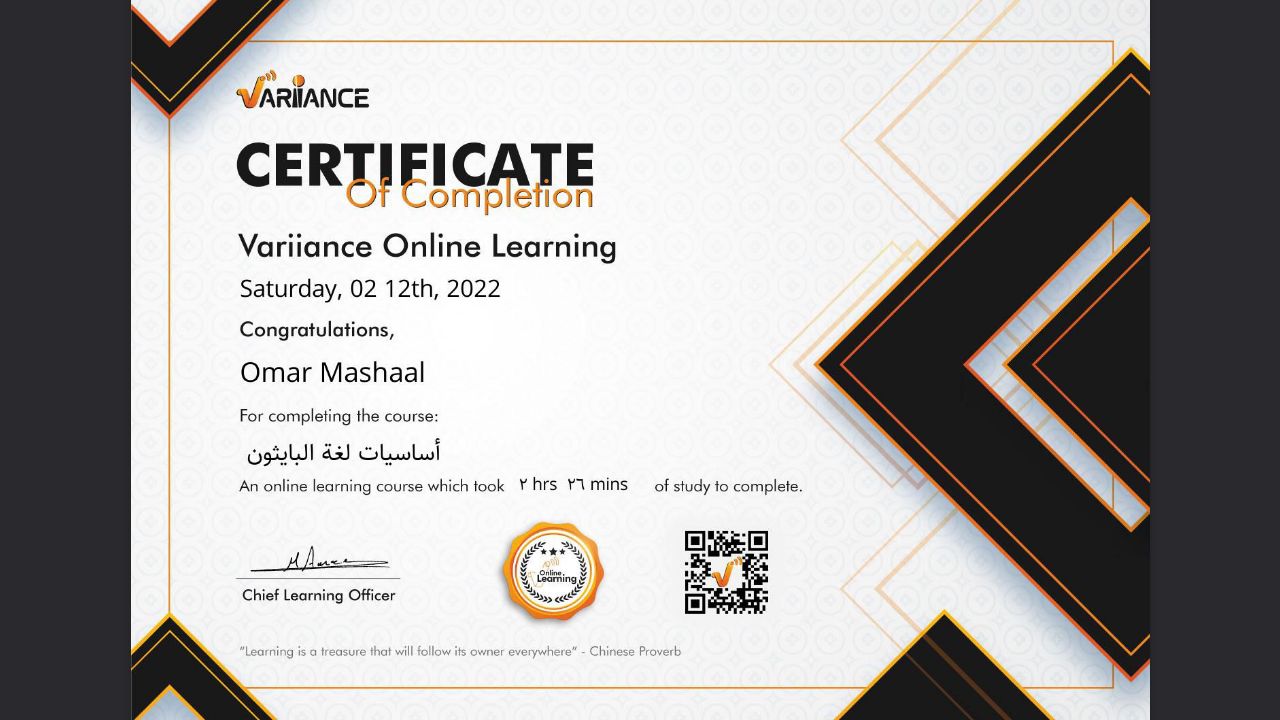 VARIIANCE
CERTIFICATE
Of Completion
Variiance Online Learning
Saturday, 02 12th, 2022
Congratulations,
Omar Mashaal
For completing the course:
أساسيات لغة البايثون
An online learning course which took ٢ hrs ٢٦ mins of study to complete.
Online
Learning
Chief Learning Officer
"Learning is a treasure that will follow its owner everywhere" - Chinese Proverb